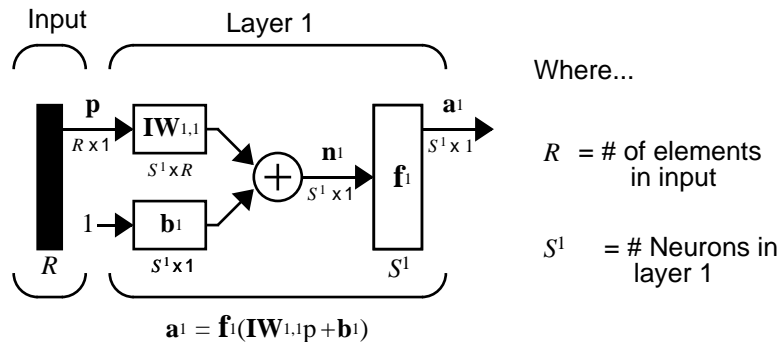 Input
Layer 1
Where...
p
R x 1
IW1,1
S1 x R
1
b1
S1 x 1
n1
S1 x 1
f1
a1
S1 x 1
R
S1
R = # of elements
in input
S1 = # Neurons in
layer 1
a1 = f1(IW1,1p + b1)